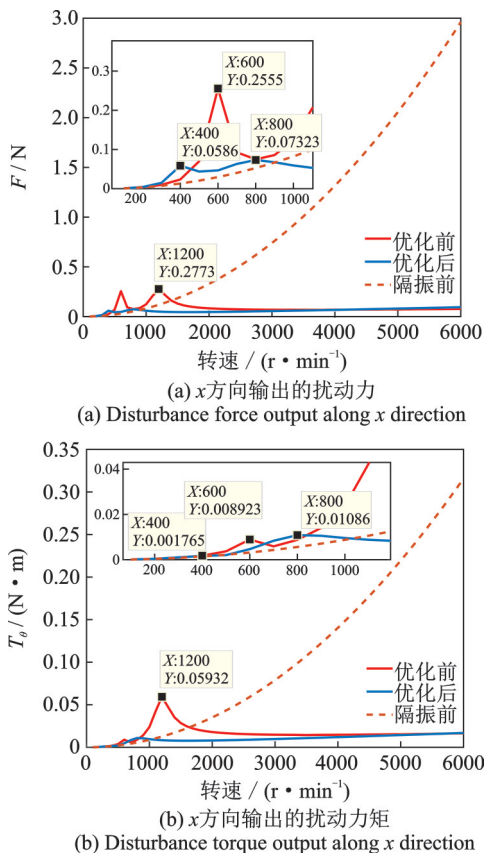 3.0
2.5
2.0
1.5
1.0
0.5
0
F / N
0.3
0.2
0.1
0
200 400 600 800 1000
X:600
Y:0.2555
X:400
Y:0.0586
X:800
Y:0.07323
X:1200
Y:0.2773
优化前
优化后
隔振前
0 1000 2000 3000 4000 5000 6000
转速 / (r·min⁻¹)
(a) x方向输出的扰动力
(a) Disturbance force output along x direction
0.35
0.30
0.25
0.20
0.15
0.10
0.05
0
Tθ / (N·m)
0.04
0.02
0
200 400 600 800 1000
X:600
Y:0.008923
X:400
Y:0.001765
X:800
Y:0.01086
X:1200
Y:0.05932
优化前
优化后
隔振前
0 1000 2000 3000 4000 5000 6000
转速 / (r·min⁻¹)
(b) x方向输出的扰动力矩
(b) Disturbance torque output along x direction